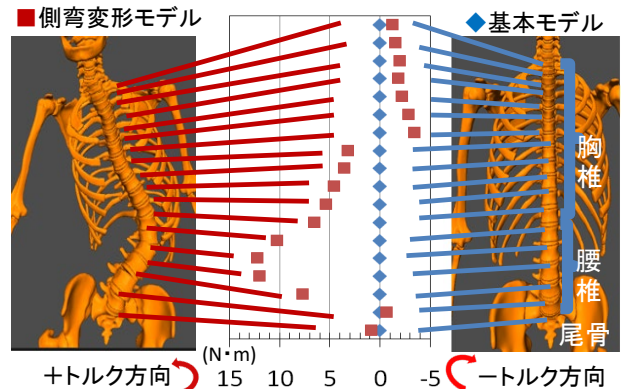 ■側弯変形モデル
◆基本モデル
胸椎
腰椎
尾骨
(N・m)
15 10 5 0 -5
+トルク方向
ートルク方向